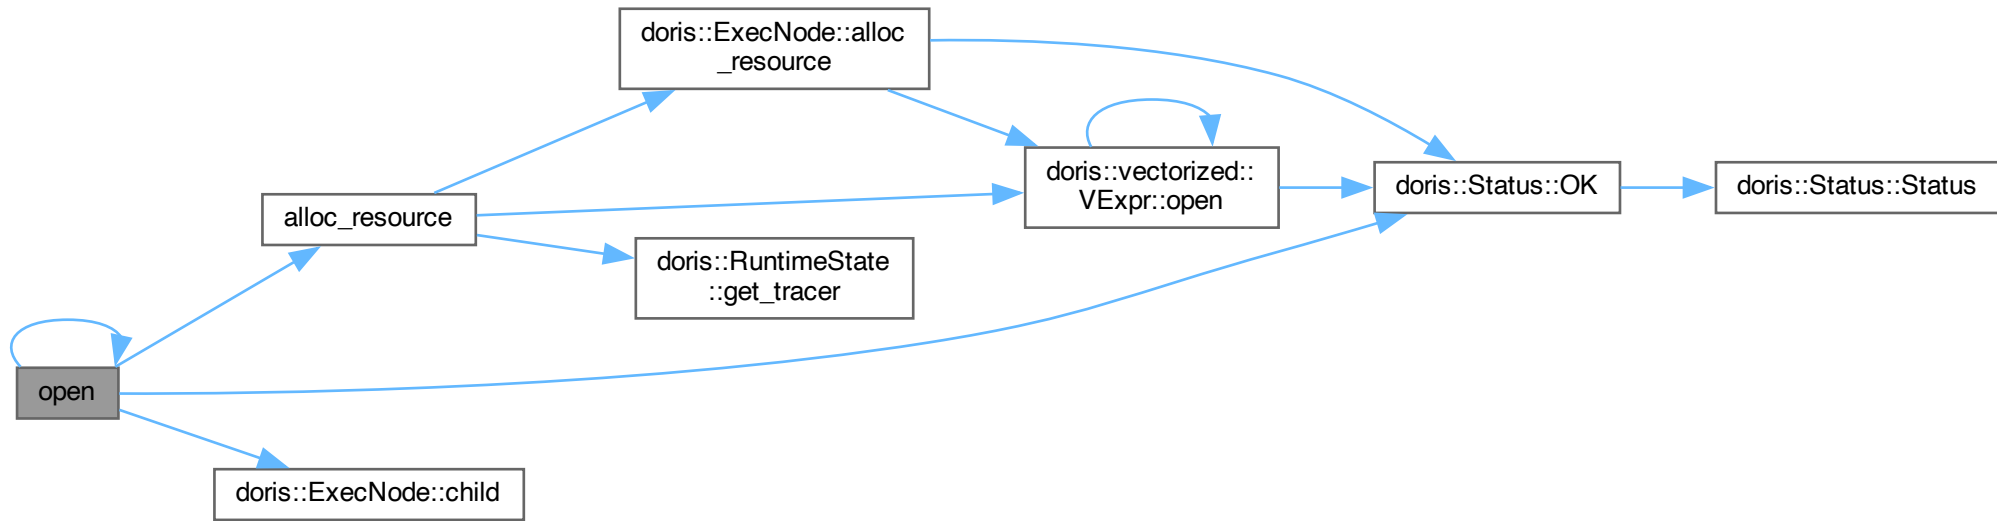 doris::ExecNode::alloc
_resource
doris::vectorized::
VExpr::open
doris::Status::OK
doris::Status::Status
alloc_resource
doris::RuntimeState
::get_tracer
open
doris::ExecNode::child